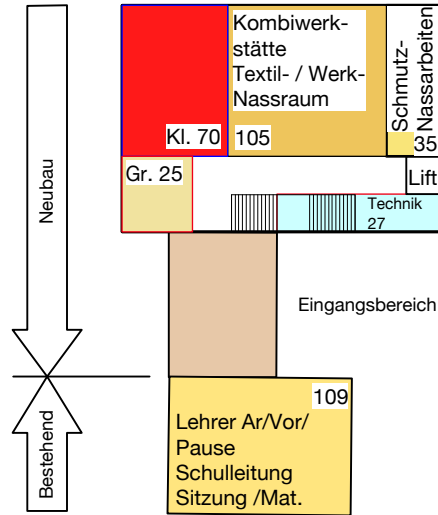 Kombiwerk-
stätte
Textil- / Werk-
Nassraum
105
Kl. 70
Schmutz-
Nassarbeiten
35
Gr. 25
Lift
Technik
27
Neubau
Eingangsbereich
109
Lehrer Ar/Vor/
Pause
Schulleitung
Sitzung /Mat.
Bestehend